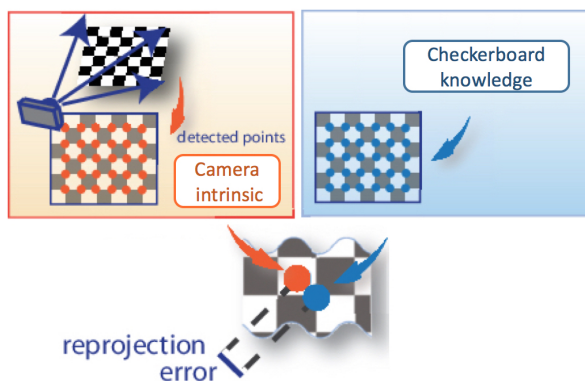 Checkerboard
knowledge
detected points
Camera
intrinsic
reprojection
error